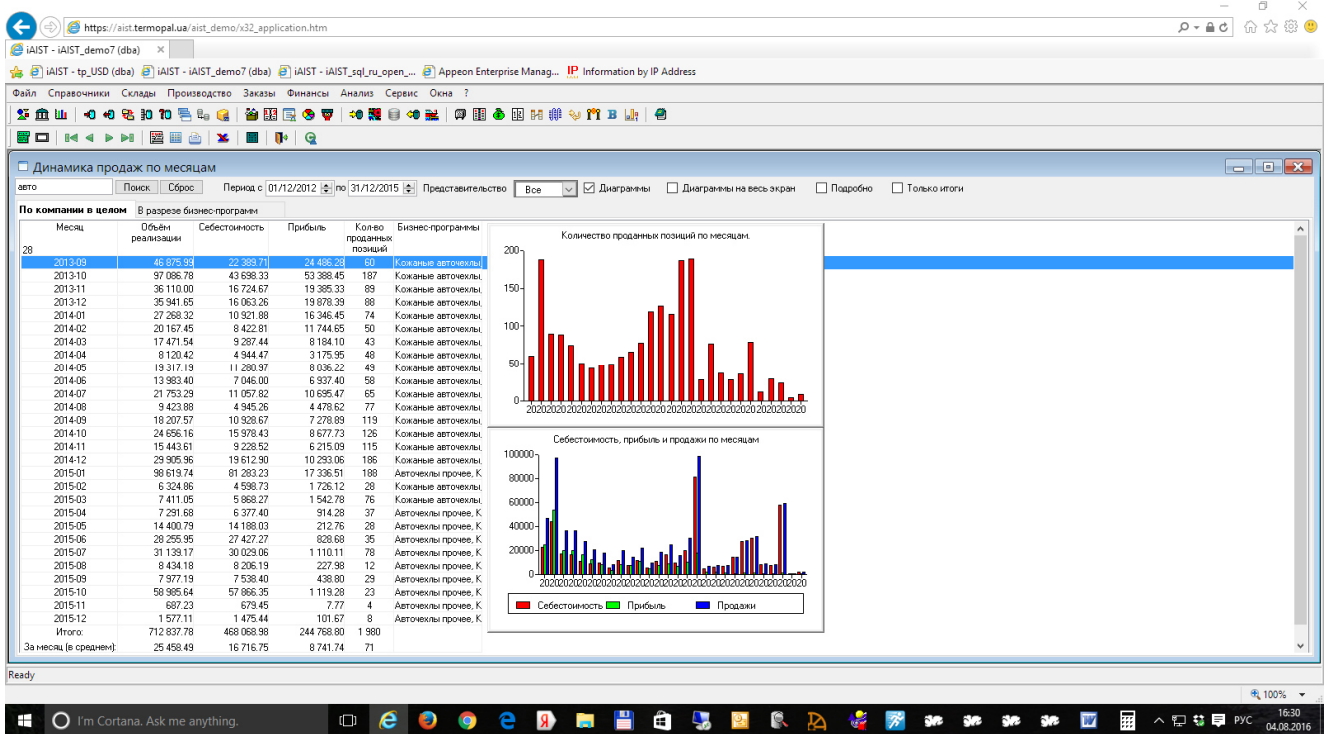 https://aist.termopal.ua/aist_demo/x32_application.htm
iAIST - iAIST_demo7 (dba)
iAIST - tp_USD (dba) iAIST - iAIST_demo7 (dba) iAIST - iAIST_sql_ru_open_... Appeon Enterprise Manag... IP Information by IP Address
Файл Справочники Склады Производство Заказы Финансы Анализ Сервис Окна ?
Динамика продаж по месяцам
авто Поиск Сброс Период с 01/12/2012 по 31/12/2015 Представительство Все Диаграммы Диаграммы на весь экран Подробно Только итоги
По компании в целом В разрезе бизнес-программ
Месяц Объём реализации Себестоимость Прибыль Кол-во проданных позиций Бизнес-программы
28
2013-09 46 875.99 22 389.71 24 486.28 60 Кожаные авточехлы,
2013-10 97 086.78 43 698.33 53 388.45 187 Кожаные авточехлы,
2013-11 36 110.00 16 724.67 19 385.33 89 Кожаные авточехлы,
2013-12 35 941.65 16 063.26 19 878.39 88 Кожаные авточехлы,
2014-01 27 268.32 10 921.88 16 346.45 74 Кожаные авточехлы,
2014-02 20 167.45 8 422.81 11 744.65 50 Кожаные авточехлы,
2014-03 17 471.54 9 287.44 8 184.10 43 Кожаные авточехлы,
2014-04 8 120.42 4 944.47 3 175.95 48 Кожаные авточехлы,
2014-05 19 317.19 11 280.97 8 036.22 49 Кожаные авточехлы,
2014-06 13 983.40 7 046.00 6 937.40 58 Кожаные авточехлы,
2014-07 21 753.29 11 057.82 10 695.47 65 Кожаные авточехлы,
2014-08 9 423.88 4 945.26 4 478.62 77 Кожаные авточехлы,
2014-09 18 207.57 10 928.67 7 278.89 119 Кожаные авточехлы,
2014-10 24 656.16 15 978.43 8 677.73 126 Кожаные авточехлы,
2014-11 15 443.61 9 228.52 6 215.09 115 Кожаные авточехлы,
2014-12 29 905.96 19 612.90 10 293.06 186 Кожаные авточехлы,
2015-01 98 619.74 81 283.23 17 336.51 188 Авточехлы прочее, К
2015-02 6 324.86 4 598.73 1 726.12 28 Кожаные авточехлы,
2015-03 7 411.05 5 868.27 1 542.78 76 Кожаные авточехлы,
2015-04 7 291.68 6 377.40 914.28 37 Авточехлы прочее, К
2015-05 14 400.79 14 188.03 212.76 28 Авточехлы прочее, К
2015-06 28 255.95 27 427.27 828.68 35 Авточехлы прочее, К
2015-07 31 139.17 30 029.06 1 110.11 78 Авточехлы прочее, К
2015-08 8 434.18 8 206.19 227.98 12 Авточехлы прочее, К
2015-09 7 977.19 7 538.40 438.80 29 Авточехлы прочее, К
2015-10 58 985.64 57 866.35 1 119.28 23 Авточехлы прочее, К
2015-11 687.23 679.45 7.77 4 Авточехлы прочее, К
2015-12 1 577.11 1 475.44 101.67 8 Авточехлы прочее, К
Итого: 712 837.78 468 068.98 244 768.80 1 980
За месяц (в среднем): 25 458.49 16 716.75 8 741.74 71
Количество проданных позиций по месяцам.
200
150
100
50
0
Себестоимость, прибыль и продажи по месяцам
100000
80000
60000
40000
20000
0
Себестоимость Прибыль Продажи
Ready
100%
I'm Cortana. Ask me anything.
РУС 16:30
04.08.2016